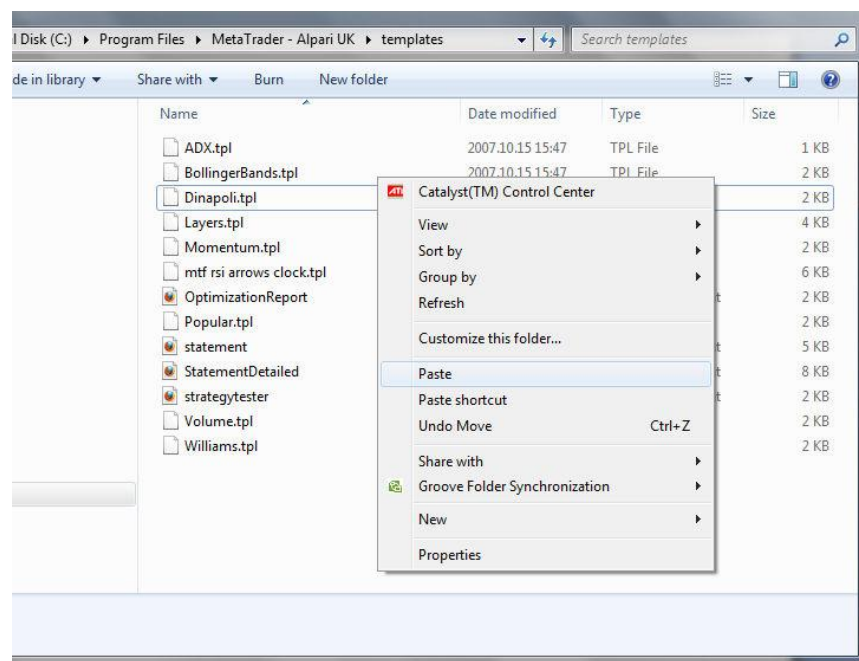 l Disk (C:) ▸ Program Files ▸ MetaTrader - Alpari UK ▸ templates Search templates
de in library Share with Burn New folder
Name Date modified Type Size
ADX.tpl 2007.10.15 15:47 TPL File 1 KB
BollingerBands.tpl 2007.10.15 15:47 TPL File 2 KB
Dinapoli.tpl 2 KB
Layers.tpl 4 KB
Momentum.tpl 2 KB
mtf rsi arrows clock.tpl 6 KB
OptimizationReport t 2 KB
Popular.tpl 2 KB
statement t 5 KB
StatementDetailed t 8 KB
strategytester t 2 KB
Volume.tpl 2 KB
Williams.tpl 2 KB
ATI Catalyst(TM) Control Center
View
Sort by
Group by
Refresh
Customize this folder...
Paste
Paste shortcut
Undo Move Ctrl+Z
Share with
Groove Folder Synchronization
New
Properties